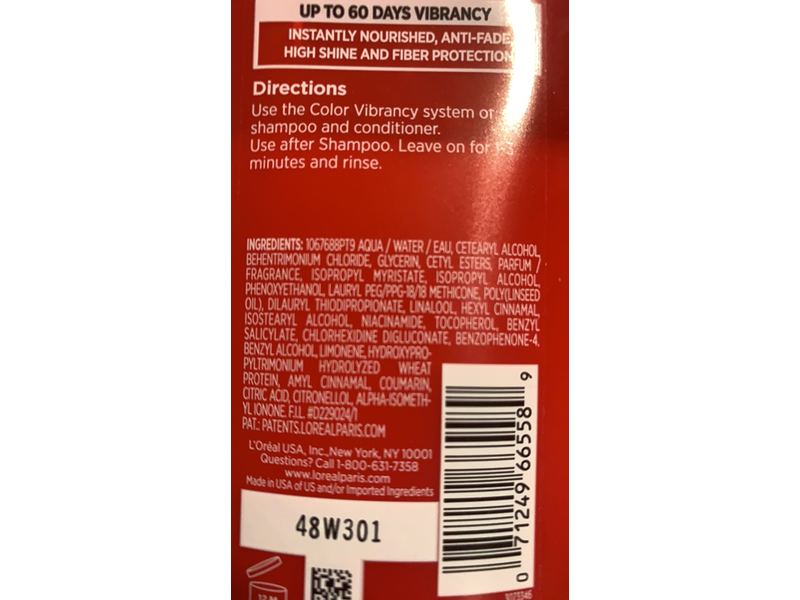 UP TO 60 DAYS VIBRANCY
INSTANTLY NOURISHED, ANTI-FADE,
HIGH SHINE AND FIBER PROTECTION
Directions
Use the Color Vibrancy system of
shampoo and conditioner.
Use after Shampoo. Leave on for 1-3
minutes and rinse.
INGREDIENTS: 1067688PT9 AQUA / WATER / EAU, CETEARYL ALCOHOL,
BEHENTRIMONIUM CHLORIDE, GLYCERIN, CETYL ESTERS, PARFUM /
FRAGRANCE, ISOPROPYL MYRISTATE, ISOPROPYL ALCOHOL,
PHENOXYETHANOL, LAURYL PEG/PPG-18/18 METHICONE, POLY(LINSEED
OIL), DILAURYL THIODIPROPIONATE, LINALOOL, HEXYL CINNAMAL,
ISOSTEARYL ALCOHOL, NIACINAMIDE, TOCOPHEROL, BENZYL
SALICYLATE, CHLORHEXIDINE DIGLUCONATE, BENZOPHENONE-4,
BENZYL ALCOHOL, LIMONENE, HYDROXYPRO-
PYLTRIMONIUM HYDROLYZED WHEAT
PROTEIN, AMYL CINNAMAL, COUMARIN,
CITRIC ACID, CITRONELLOL, ALPHA-ISOMETH-
YL IONONE. F.I.L. #D229024/1
PAT.: PATENTS.LOREALPARIS.COM
L'Oréal USA, Inc., New York, NY 10001
Questions? Call 1-800-631-7358
www.lorealparis.com
Made in USA of US and/or Imported Ingredients
48W301
12 M
0 71249 66558 9